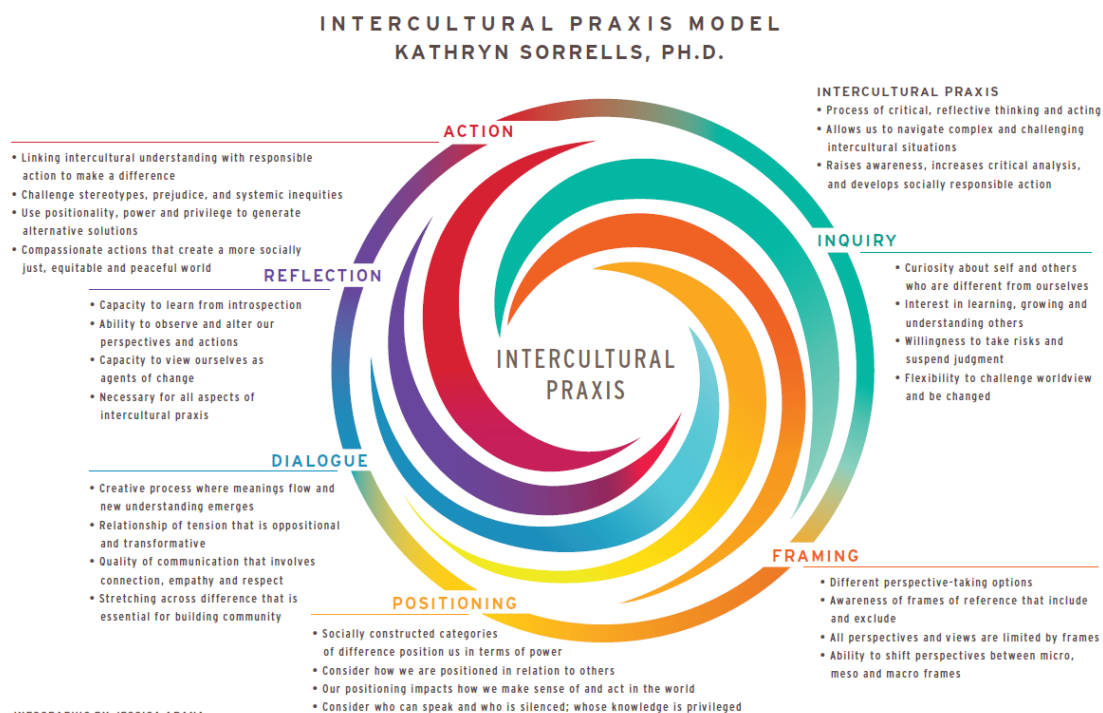 INTERCULTURAL PRAXIS MODEL
KATHRYN SORRELLS, PH.D.
INTERCULTURAL PRAXIS
• Process of critical, reflective thinking and acting
• Allows us to navigate complex and challenging
intercultural situations
• Raises awareness, increases critical analysis,
and develops socially responsible action
INQUIRY
• Curiosity about self and others
who are different from ourselves
• Interest in learning, growing and
understanding others
• Willingness to take risks and
suspend judgment
• Flexibility to challenge worldview
and be changed
FRAMING
• Different perspective-taking options
• Awareness of frames of reference that include
and exclude
• All perspectives and views are limited by frames
• Ability to shift perspectives between micro,
meso and macro frames
POSITIONING
• Socially constructed categories
of difference position us in terms of power
• Consider how we are positioned in relation to others
• Our positioning impacts how we make sense of and act in the world
• Consider who can speak and who is silenced; whose knowledge is privileged
DIALOGUE
• Creative process where meanings flow and
new understanding emerges
• Relationship of tension that is oppositional
and transformative
• Quality of communication that involves
connection, empathy and respect
• Stretching across difference that is
essential for building community
REFLECTION
• Capacity to learn from introspection
• Ability to observe and alter our
perspectives and actions
• Capacity to view ourselves as
agents of change
• Necessary for all aspects of
intercultural praxis
ACTION
• Linking intercultural understanding with responsible
action to make a difference
• Challenge stereotypes, prejudice, and systemic inequities
• Use positionality, power and privilege to generate
alternative solutions
• Compassionate actions that create a more socially
just, equitable and peaceful world
INTERCULTURAL
PRAXIS
INFOGRAPHIC BY JESSICA